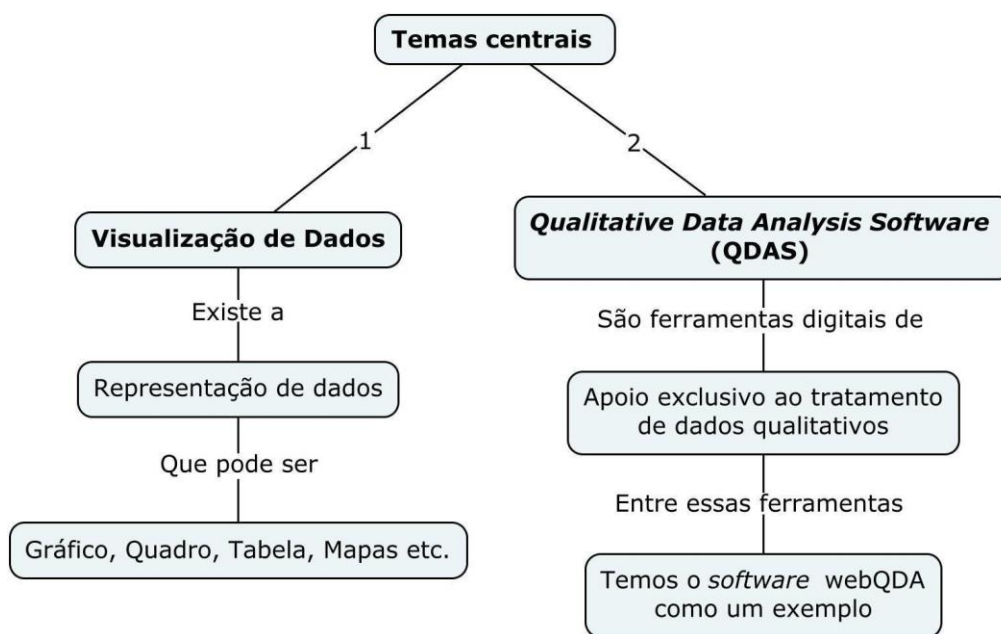 Temas centrais
1
2
Visualização de Dados
Existe a
Representação de dados
Que pode ser
Gráfico, Quadro, Tabela, Mapas etc.
Qualitative Data Analysis Software
(QDAS)
São ferramentas digitais de
Apoio exclusivo ao tratamento
de dados qualitativos
Entre essas ferramentas
Temos o software webQDA
como um exemplo